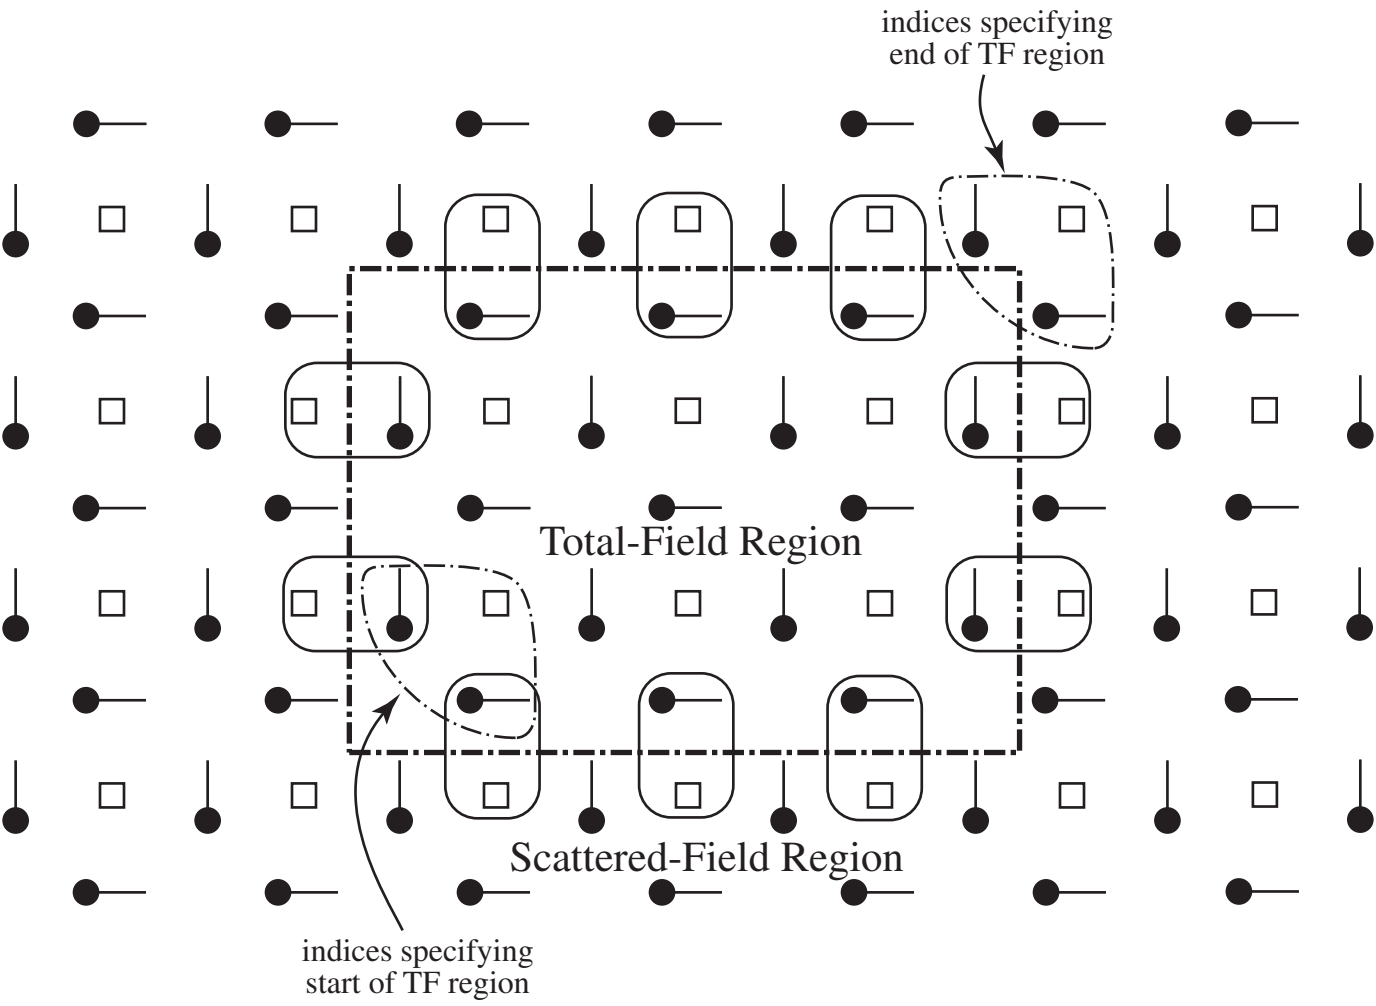 indices specifying
end of TF region
Total-Field Region
Scattered-Field Region
indices specifying
start of TF region